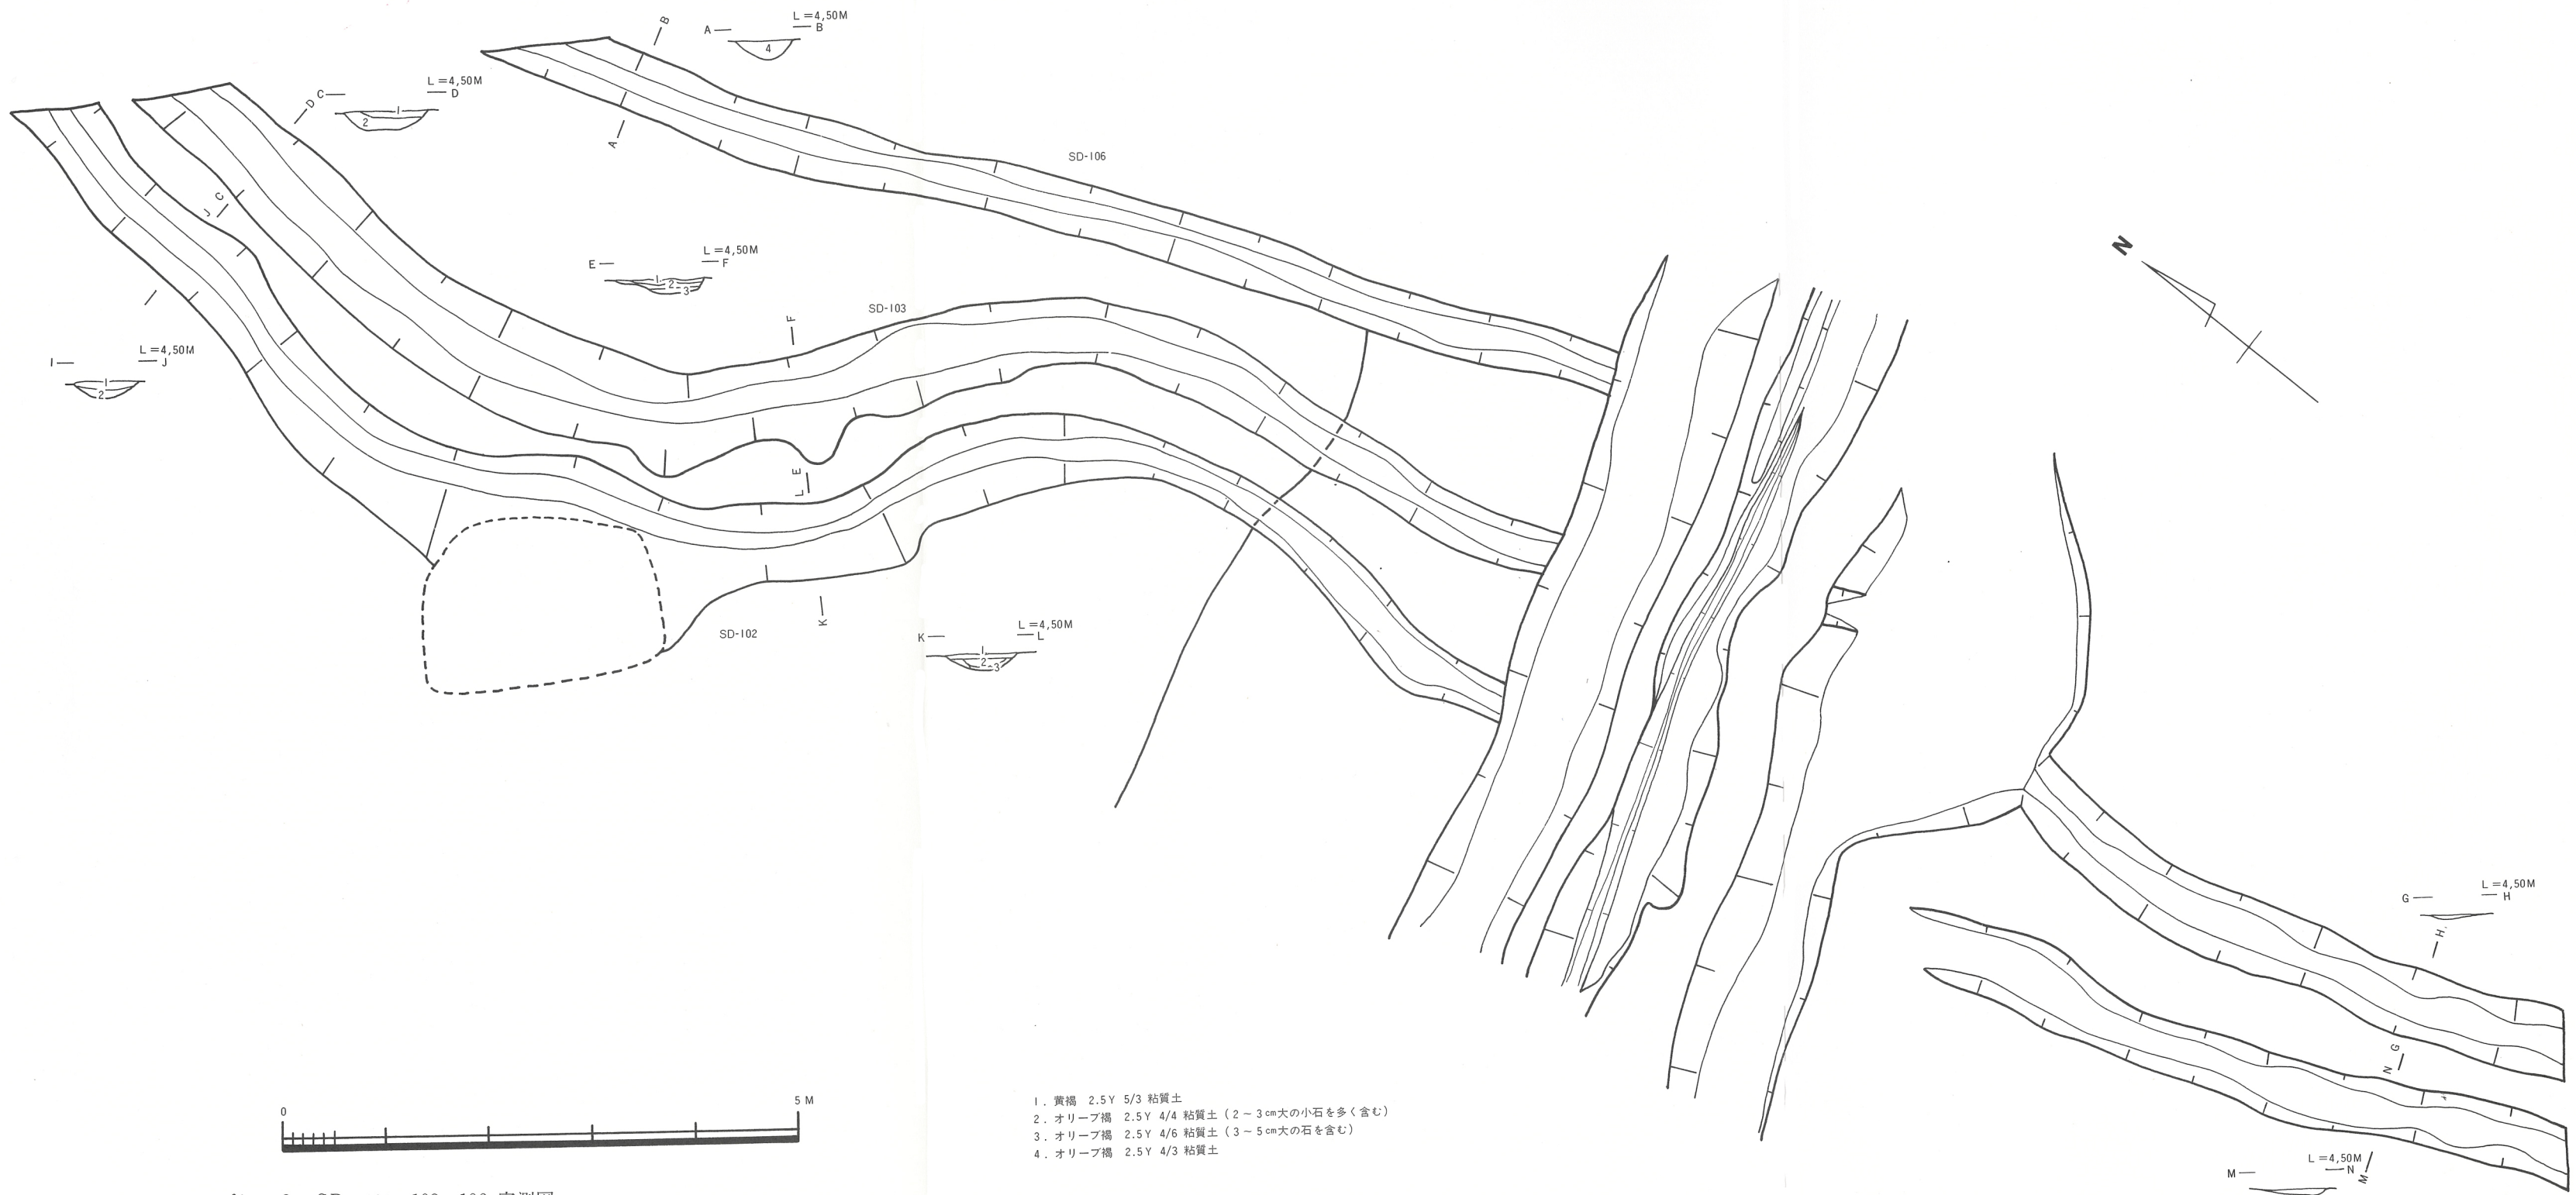 L=4,50M
A B
4
B
A
L=4,50M
C D
1
2
D
C
J
SD-106
L=4,50M
E F
1
2
3
SD-103
F
N
L=4,50M
I J
1
2
E
L
SD-102
K
L=4,50M
K L
1
2
3
L=4,50M
G H
H
G
N
L=4,50M
M N
M
0 5M
1. 黄褐 2.5Y 5/3 粘質土
2. オリーブ褐 2.5Y 4/4 粘質土(2~3cm大の小石を多く含む)
3. オリーブ褐 2.5Y 4/6 粘質土(3~5cm大の石を含む)
4. オリーブ褐 2.5Y 4/3 粘質土
実測図